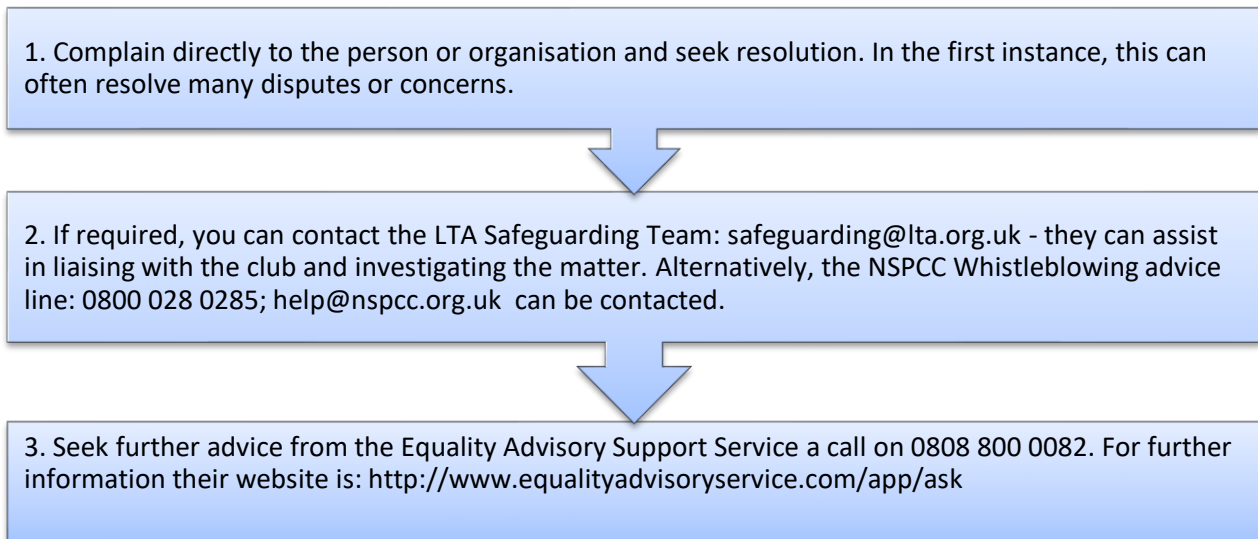 1. Complain directly to the person or organisation and seek resolution. In the first instance, this can
often resolve many disputes or concerns.
2. If required, you can contact the LTA Safeguarding Team: safeguarding@lta.org.uk - they can assist
in liaising with the club and investigating the matter. Alternatively, the NSPCC Whistleblowing advice
line: 0800 028 0285; help@nspcc.org.uk  can be contacted.
3. Seek further advice from the Equality Advisory Support Service a call on 0808 800 0082. For further
information their website is: http://www.equalityadvisoryservice.com/app/ask